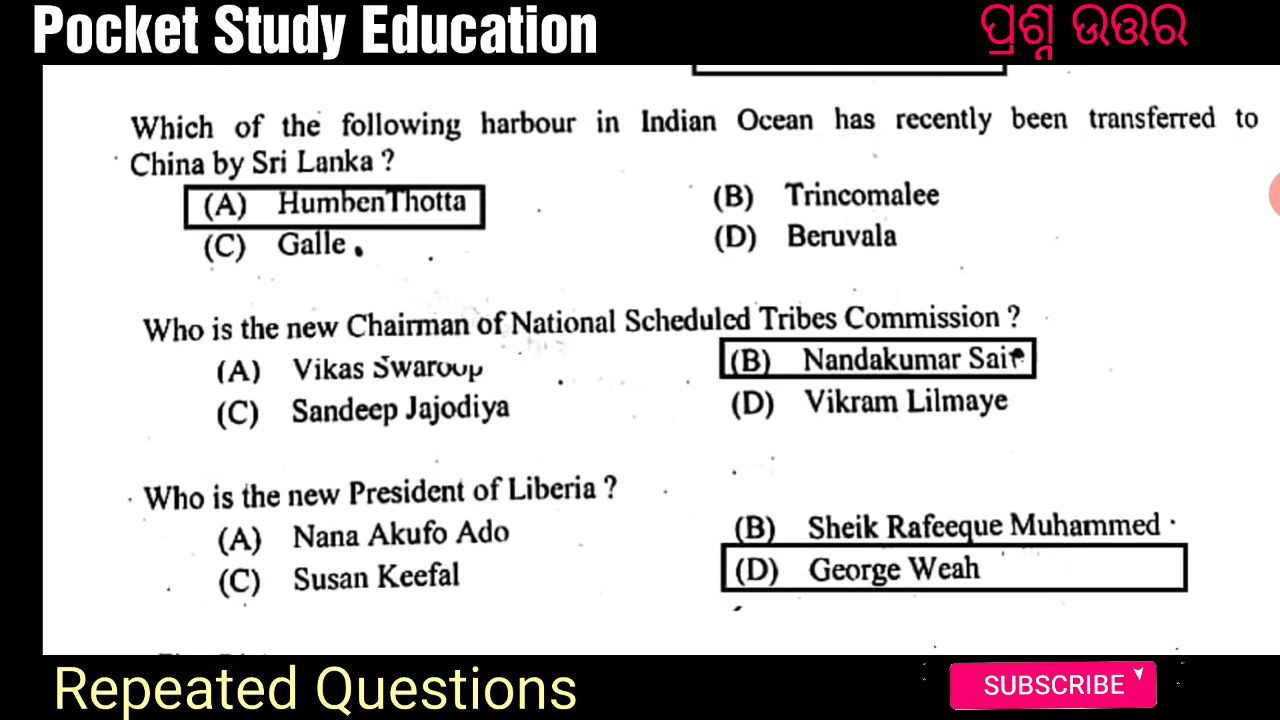 Pocket Study Education
ପ୍ରଶ୍ନ ଉତ୍ତର
Which of the following harbour in Indian Ocean has recently been transferred to
China by Sri Lanka ?
(A) HumbenThotta (B) Trincomalee
(C) Galle (D) Beruvala
Who is the new Chairman of National Scheduled Tribes Commission ?
(A) Vikas Swaroup (B) Nandakumar Sai
(C) Sandeep Jajodiya (D) Vikram Lilmaye
Who is the new President of Liberia ?
(A) Nana Akufo Ado (B) Sheik Rafeeque Muhammed
(C) Susan Keefal (D) George Weah
Repeated Questions
SUBSCRIBE